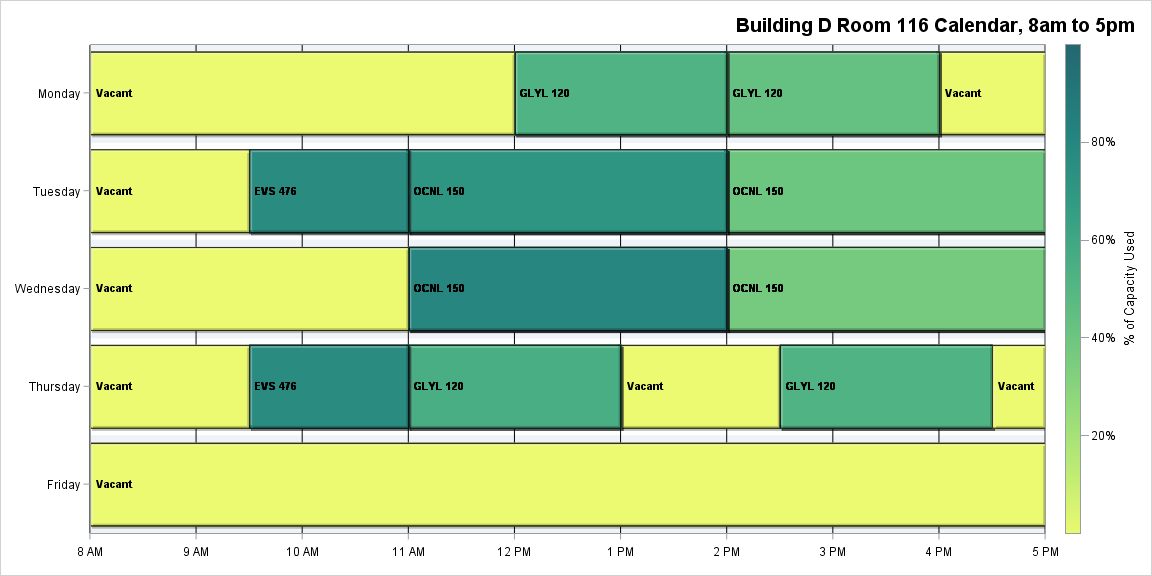 Building D Room 116 Calendar, 8am to 5pm
Monday
Vacant
GLYL 120
GLYL 120
Vacant
Tuesday
Vacant
EVS 476
OCNL 150
OCNL 150
Wednesday
Vacant
OCNL 150
OCNL 150
Thursday
Vacant
EVS 476
GLYL 120
Vacant
GLYL 120
Vacant
Friday
Vacant
8 AM
9 AM
10 AM
11 AM
12 PM
1 PM
2 PM
3 PM
4 PM
5 PM
80%
60%
40%
20%
% of Capacity Used